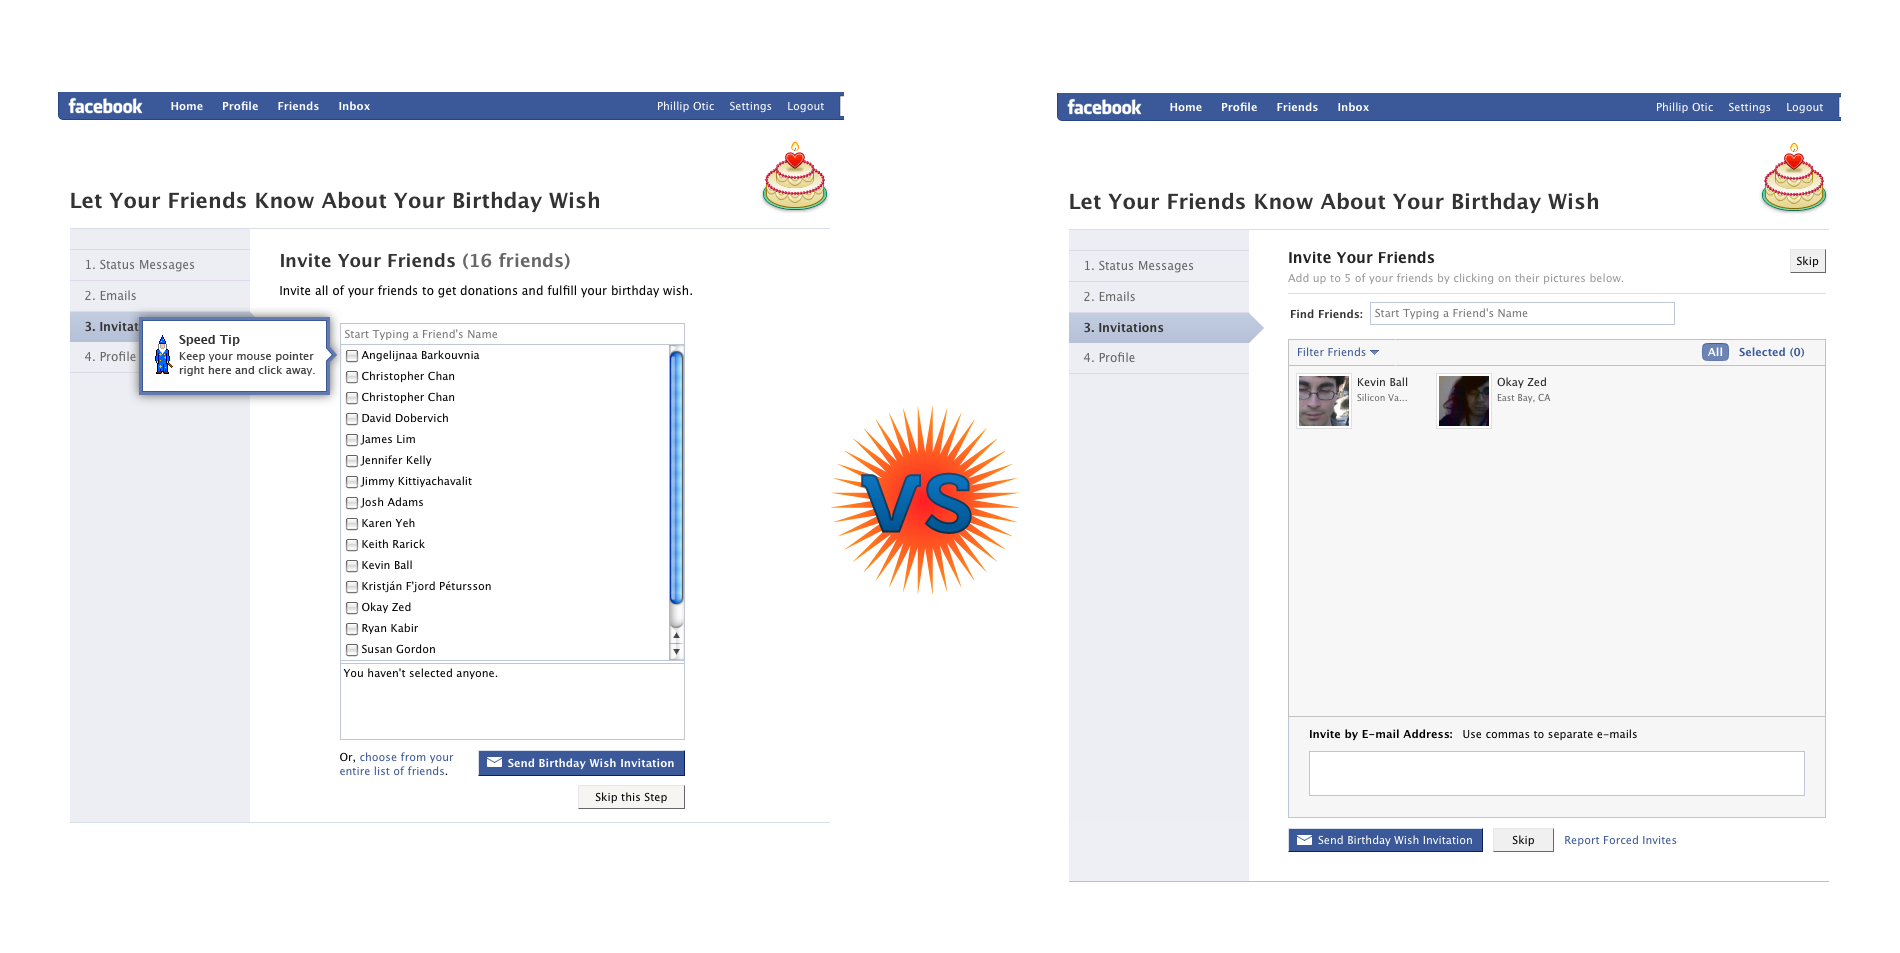 facebook Home Profile Friends Inbox Phillip Otic Settings Logout
Let Your Friends Know About Your Birthday Wish
1. Status Messages
2. Emails
3. Invitat
4. Profile
Speed Tip
Keep your mouse pointer
right here and click away.
Invite Your Friends (16 friends)
Invite all of your friends to get donations and fulfill your birthday wish.
Start Typing a Friend's Name
Angelijnaa Barkouvnia
Christopher Chan
Christopher Chan
David Dobervich
James Lim
Jennifer Kelly
Jimmy Kittiyachavalit
Josh Adams
Karen Yeh
Keith Rarick
Kevin Ball
Kristján F'jord Pétursson
Okay Zed
Ryan Kabir
Susan Gordon
You haven't selected anyone.
Or, choose from your
entire list of friends.
Send Birthday Wish Invitation
Skip this Step
VS
facebook Home Profile Friends Inbox Phillip Otic Settings Logout
Let Your Friends Know About Your Birthday Wish
1. Status Messages
2. Emails
3. Invitations
4. Profile
Invite Your Friends
Skip
Add up to 5 of your friends by clicking on their pictures below.
Find Friends: Start Typing a Friend's Name
Filter Friends All Selected (0)
Kevin Ball
Silicon Va...
Okay Zed
East Bay, CA
Invite by E-mail Address: Use commas to separate e-mails
Send Birthday Wish Invitation Skip Report Forced Invites